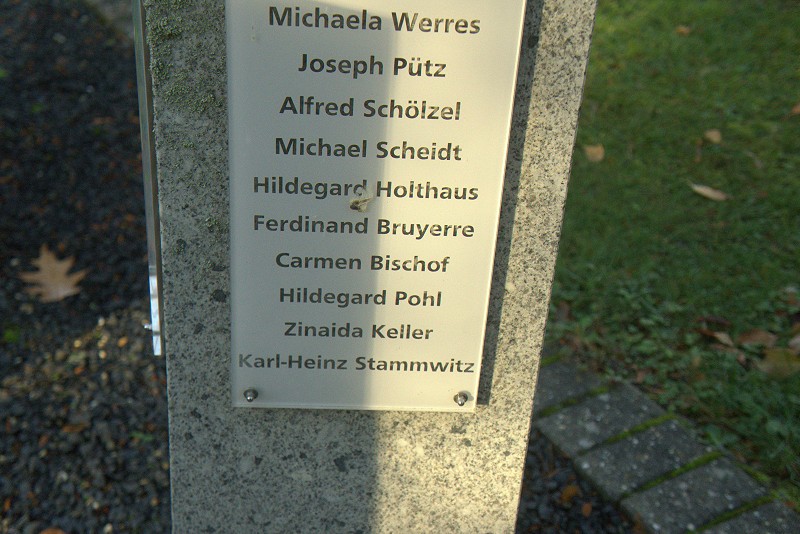 Michaela Werres
Joseph Pütz
Alfred Schölzel
Michael Scheidt
Hildegard Holthaus
Ferdinand Bruyerre
Carmen Bischof
Hildegard Pohl
Zinaida Keller
Karl-Heinz Stammwitz